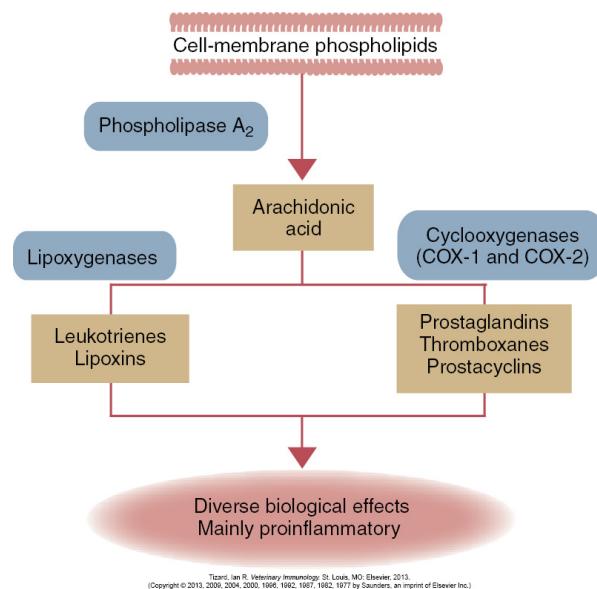 Cell-membrane phospholipids
Phospholipase A₂
Arachidonic
acid
Lipoxygenases
Cyclooxygenases
(COX-1 and COX-2)
Leukotrienes
Lipoxins
Prostaglandins
Thromboxanes
Prostacyclins
Diverse biological effects
Mainly proinflammatory
Tizard, Ian R. Veterinary Immunology. St. Louis, MO: Elsevier, 2013.
(Copyright © 2013, 2009, 2004, 2000, 1996, 1992, 1987, 1982, 1977 by Saunders, an imprint of Elsevier Inc.)